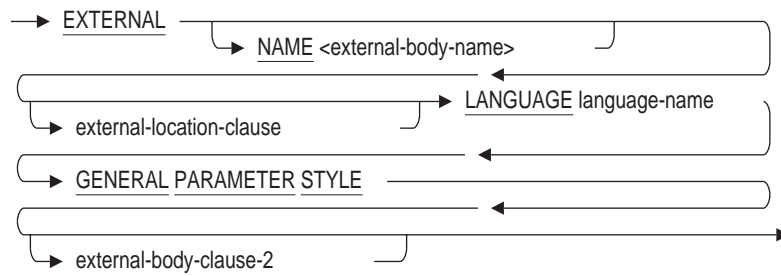 EXTERNAL
NAME <external-body-name>
external-location-clause
LANGUAGE language-name
GENERAL PARAMETER STYLE
external-body-clause-2